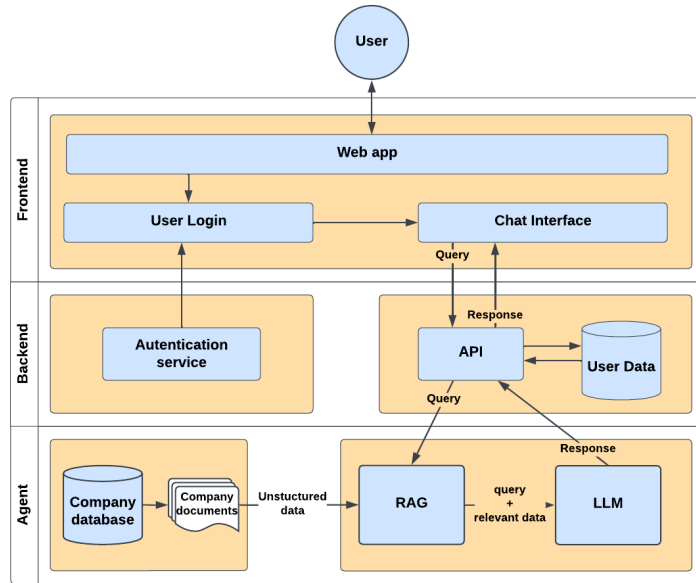 User
Frontend
Web app
User Login
Chat Interface
Query
Response
Backend
Autentication
service
API
User Data
Query
Response
Agent
Company
database
Company
documents
Unstuctured
data
RAG
query
+
relevant data
LLM